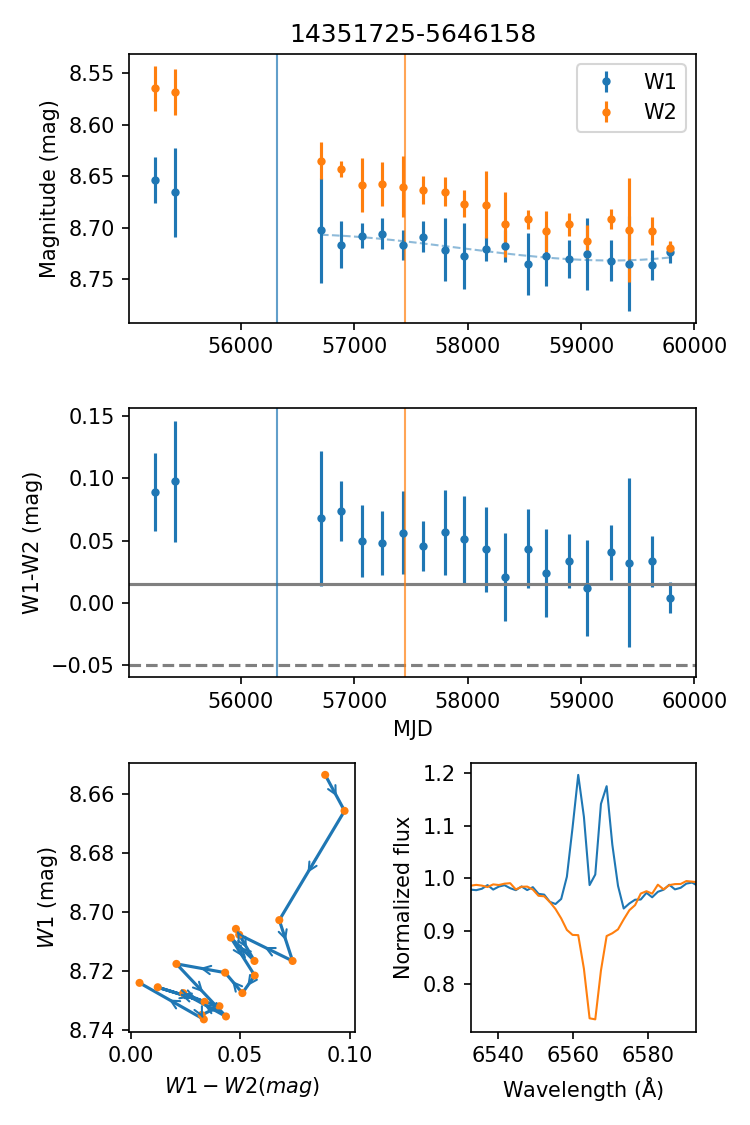 14351725-5646158
Magnitude (mag)
8.55
8.60
8.65
8.70
8.75
W1
W2
56000 57000 58000 59000 60000
W1-W2 (mag)
0.15
0.10
0.05
0.00
−0.05
56000 57000 58000 59000 60000
MJD
W1 (mag)
8.66
8.68
8.70
8.72
8.74
0.00 0.05 0.10
W1 − W2(mag)
Normalized flux
1.2
1.1
1.0
0.9
0.8
6540 6560 6580
Wavelength (Å)